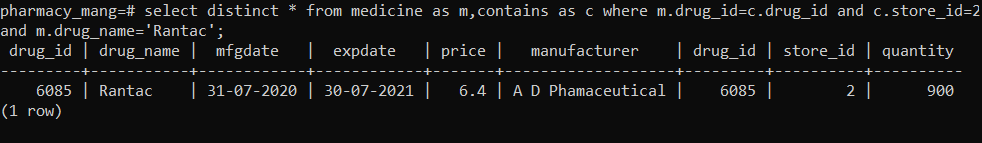 pharmacy_mang=# select distinct * from medicine as m,contains as c where m.drug_id=c.drug_id and c.store_id=2
and m.drug_name='Rantac';
 drug_id | drug_name |  mfgdate   |  expdate   | price |   manufacturer    | drug_id | store_id | quantity
---------+-----------+------------+------------+-------+-------------------+---------+----------+----------
    6085 | Rantac    | 31-07-2020 | 30-07-2021 |   6.4 | A D Phamaceutical |    6085 |        2 |      900
(1 row)